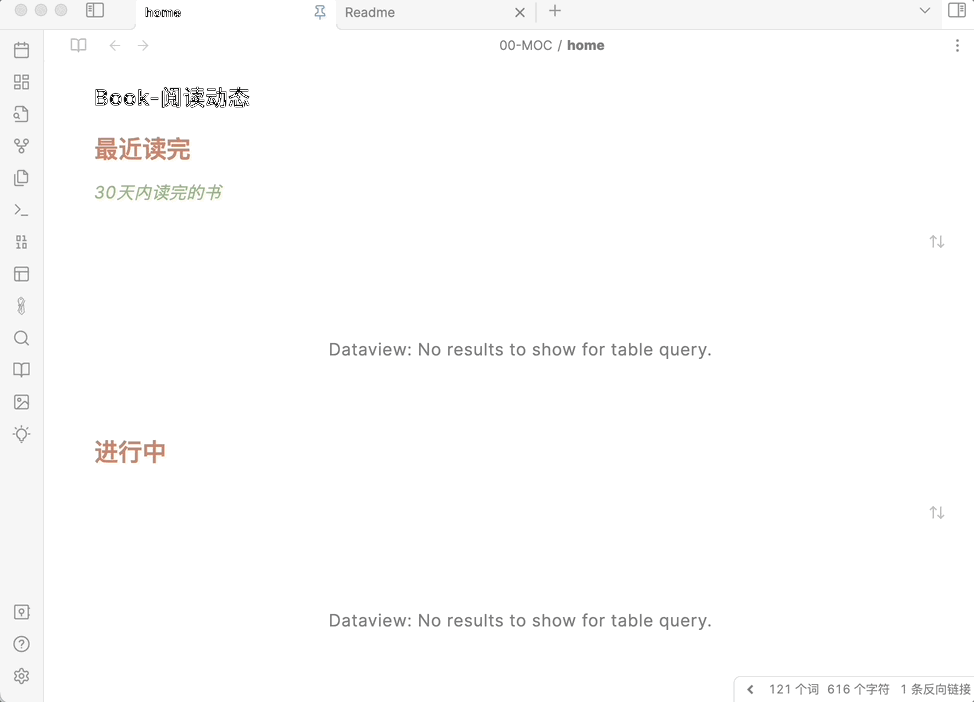 home
Readme
00-MOC / home
Book-阅读动态
最近读完
30天内读完的书
Dataview: No results to show for table query.
进行中
Dataview: No results to show for table query.
121 个词 616 个字符 1 条反向链接